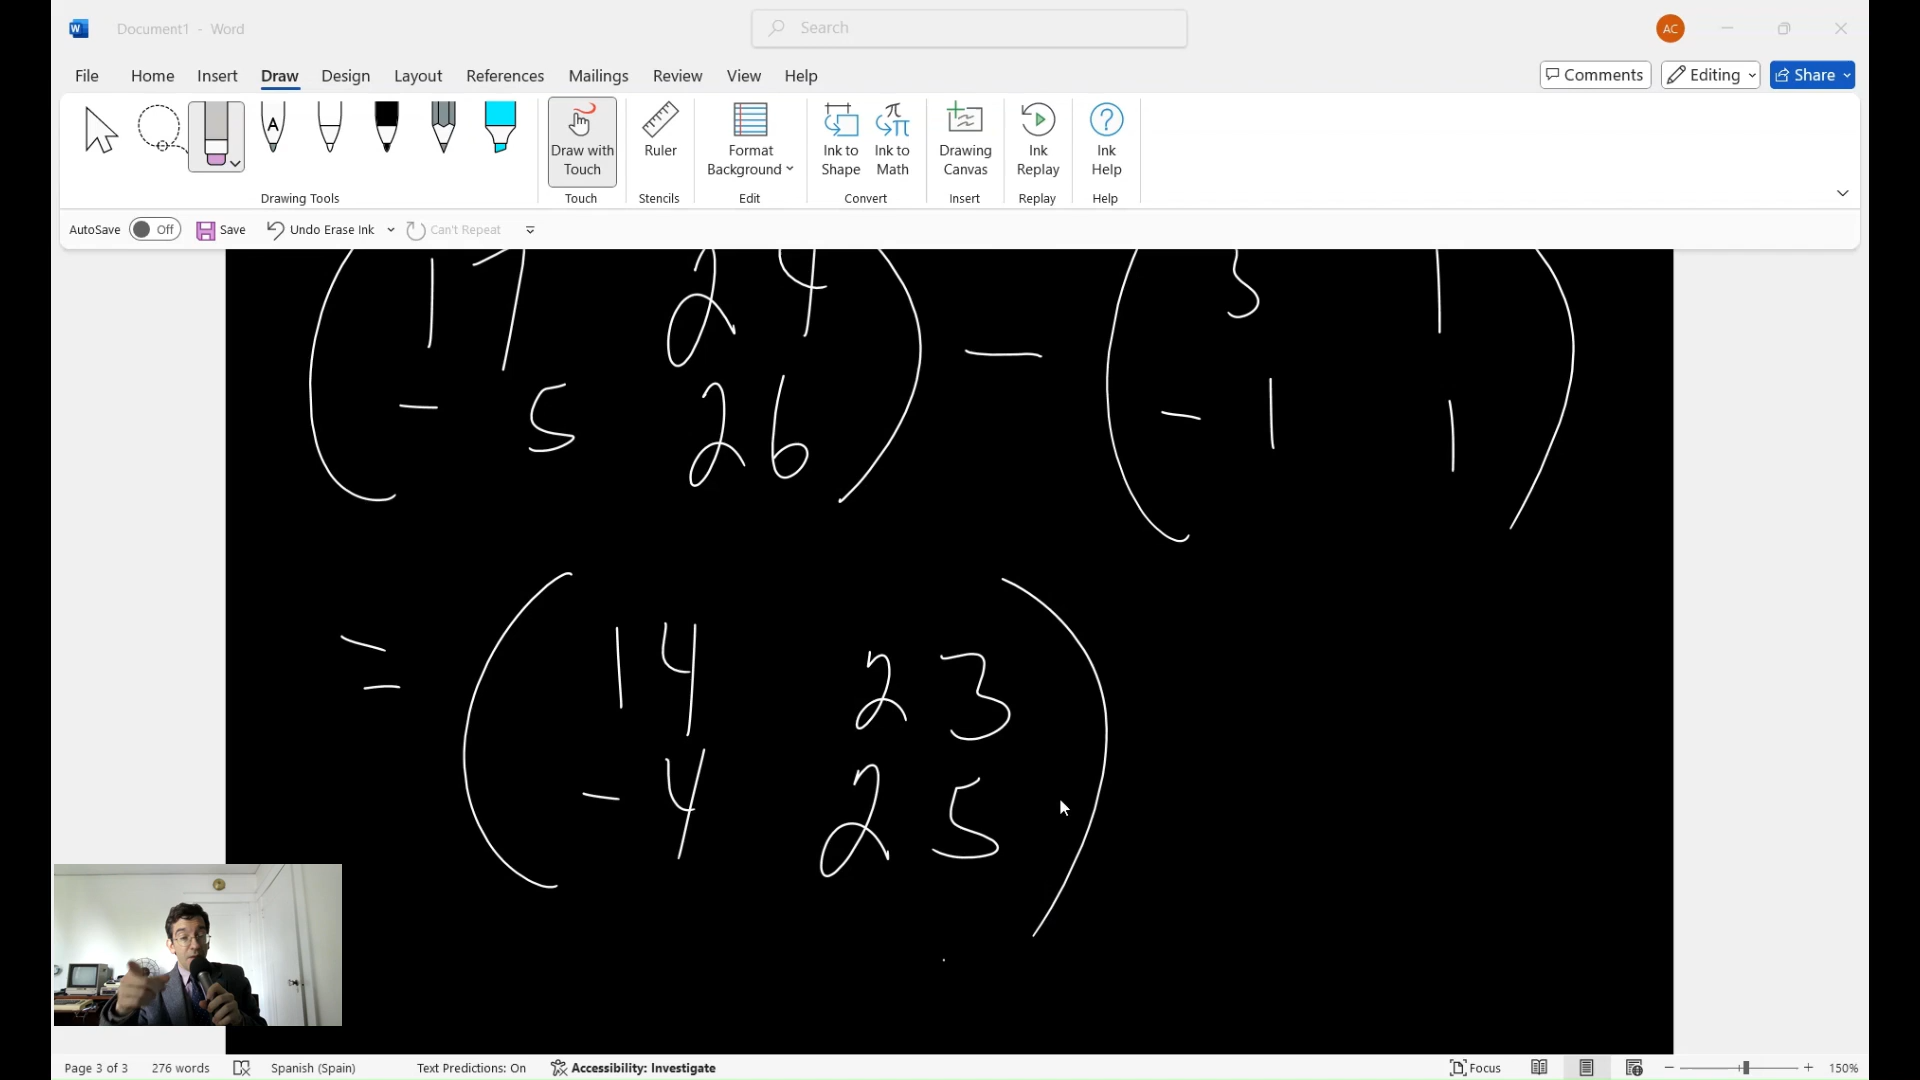 Document1 - Word
Search
AC
File Home Insert Draw Design Layout References Mailings Review View Help
Comments Editing Share
A
Draw with Touch
Ruler
Format Background
Ink to Shape
Ink to Math
Drawing Canvas
Ink Replay
Ink Help
Drawing Tools Touch Stencils Edit Convert Insert Replay Help
AutoSave Off Save Undo Erase Ink Can't Repeat
17 24 — 3 1
- 5 26 - 1 1
= 14 23
- 4 25
Page 3 of 3 276 words Spanish (Spain) Text Predictions: On Accessibility: Investigate Focus 150%